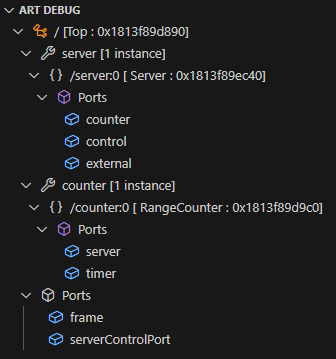 ART DEBUG
/ [Top : 0x1813f89d890]
server [1 instance]
{} /server:0 [ Server : 0x1813f89ec40]
Ports
counter
control
external
counter [1 instance]
{} /counter:0 [ RangeCounter : 0x1813f89d9c0]
Ports
server
timer
Ports
frame
serverControlPort